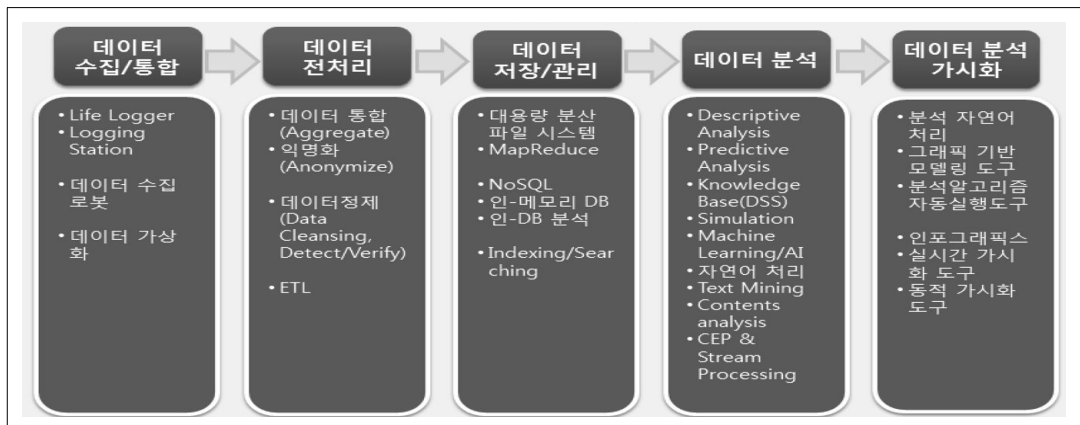 데이터
수집/통합
• Life Logger
• Logging
Station
• 데이터 수집
로봇
• 데이터 가상
화
데이터
전처리
• 데이터 통합
(Aggregate)
• 익명화
(Anonymize)
• 데이터정제
(Data
Cleansing,
Detect/Verify)
• ETL
데이터
저장/관리
• 대용량 분산
파일 시스템
• MapReduce
• NoSQL
• 인-메모리 DB
• 인-DB 분석
• Indexing/Sear
ching
데이터 분석
• Descriptive
Analysis
• Predictive
Analysis
• Knowledge
Base(DSS)
• Simulation
• Machine
Learning/AI
• 자연어 처리
• Text Mining
• Contents
analysis
• CEP &
Stream
Processing
데이터 분석
가시화
• 분석 자연어
처리
• 그래픽 기반
모델링 도구
• 분석알고리즘
자동실행도구
• 인포그래픽스
• 실시간 가시
화 도구
• 동적 가시화
도구